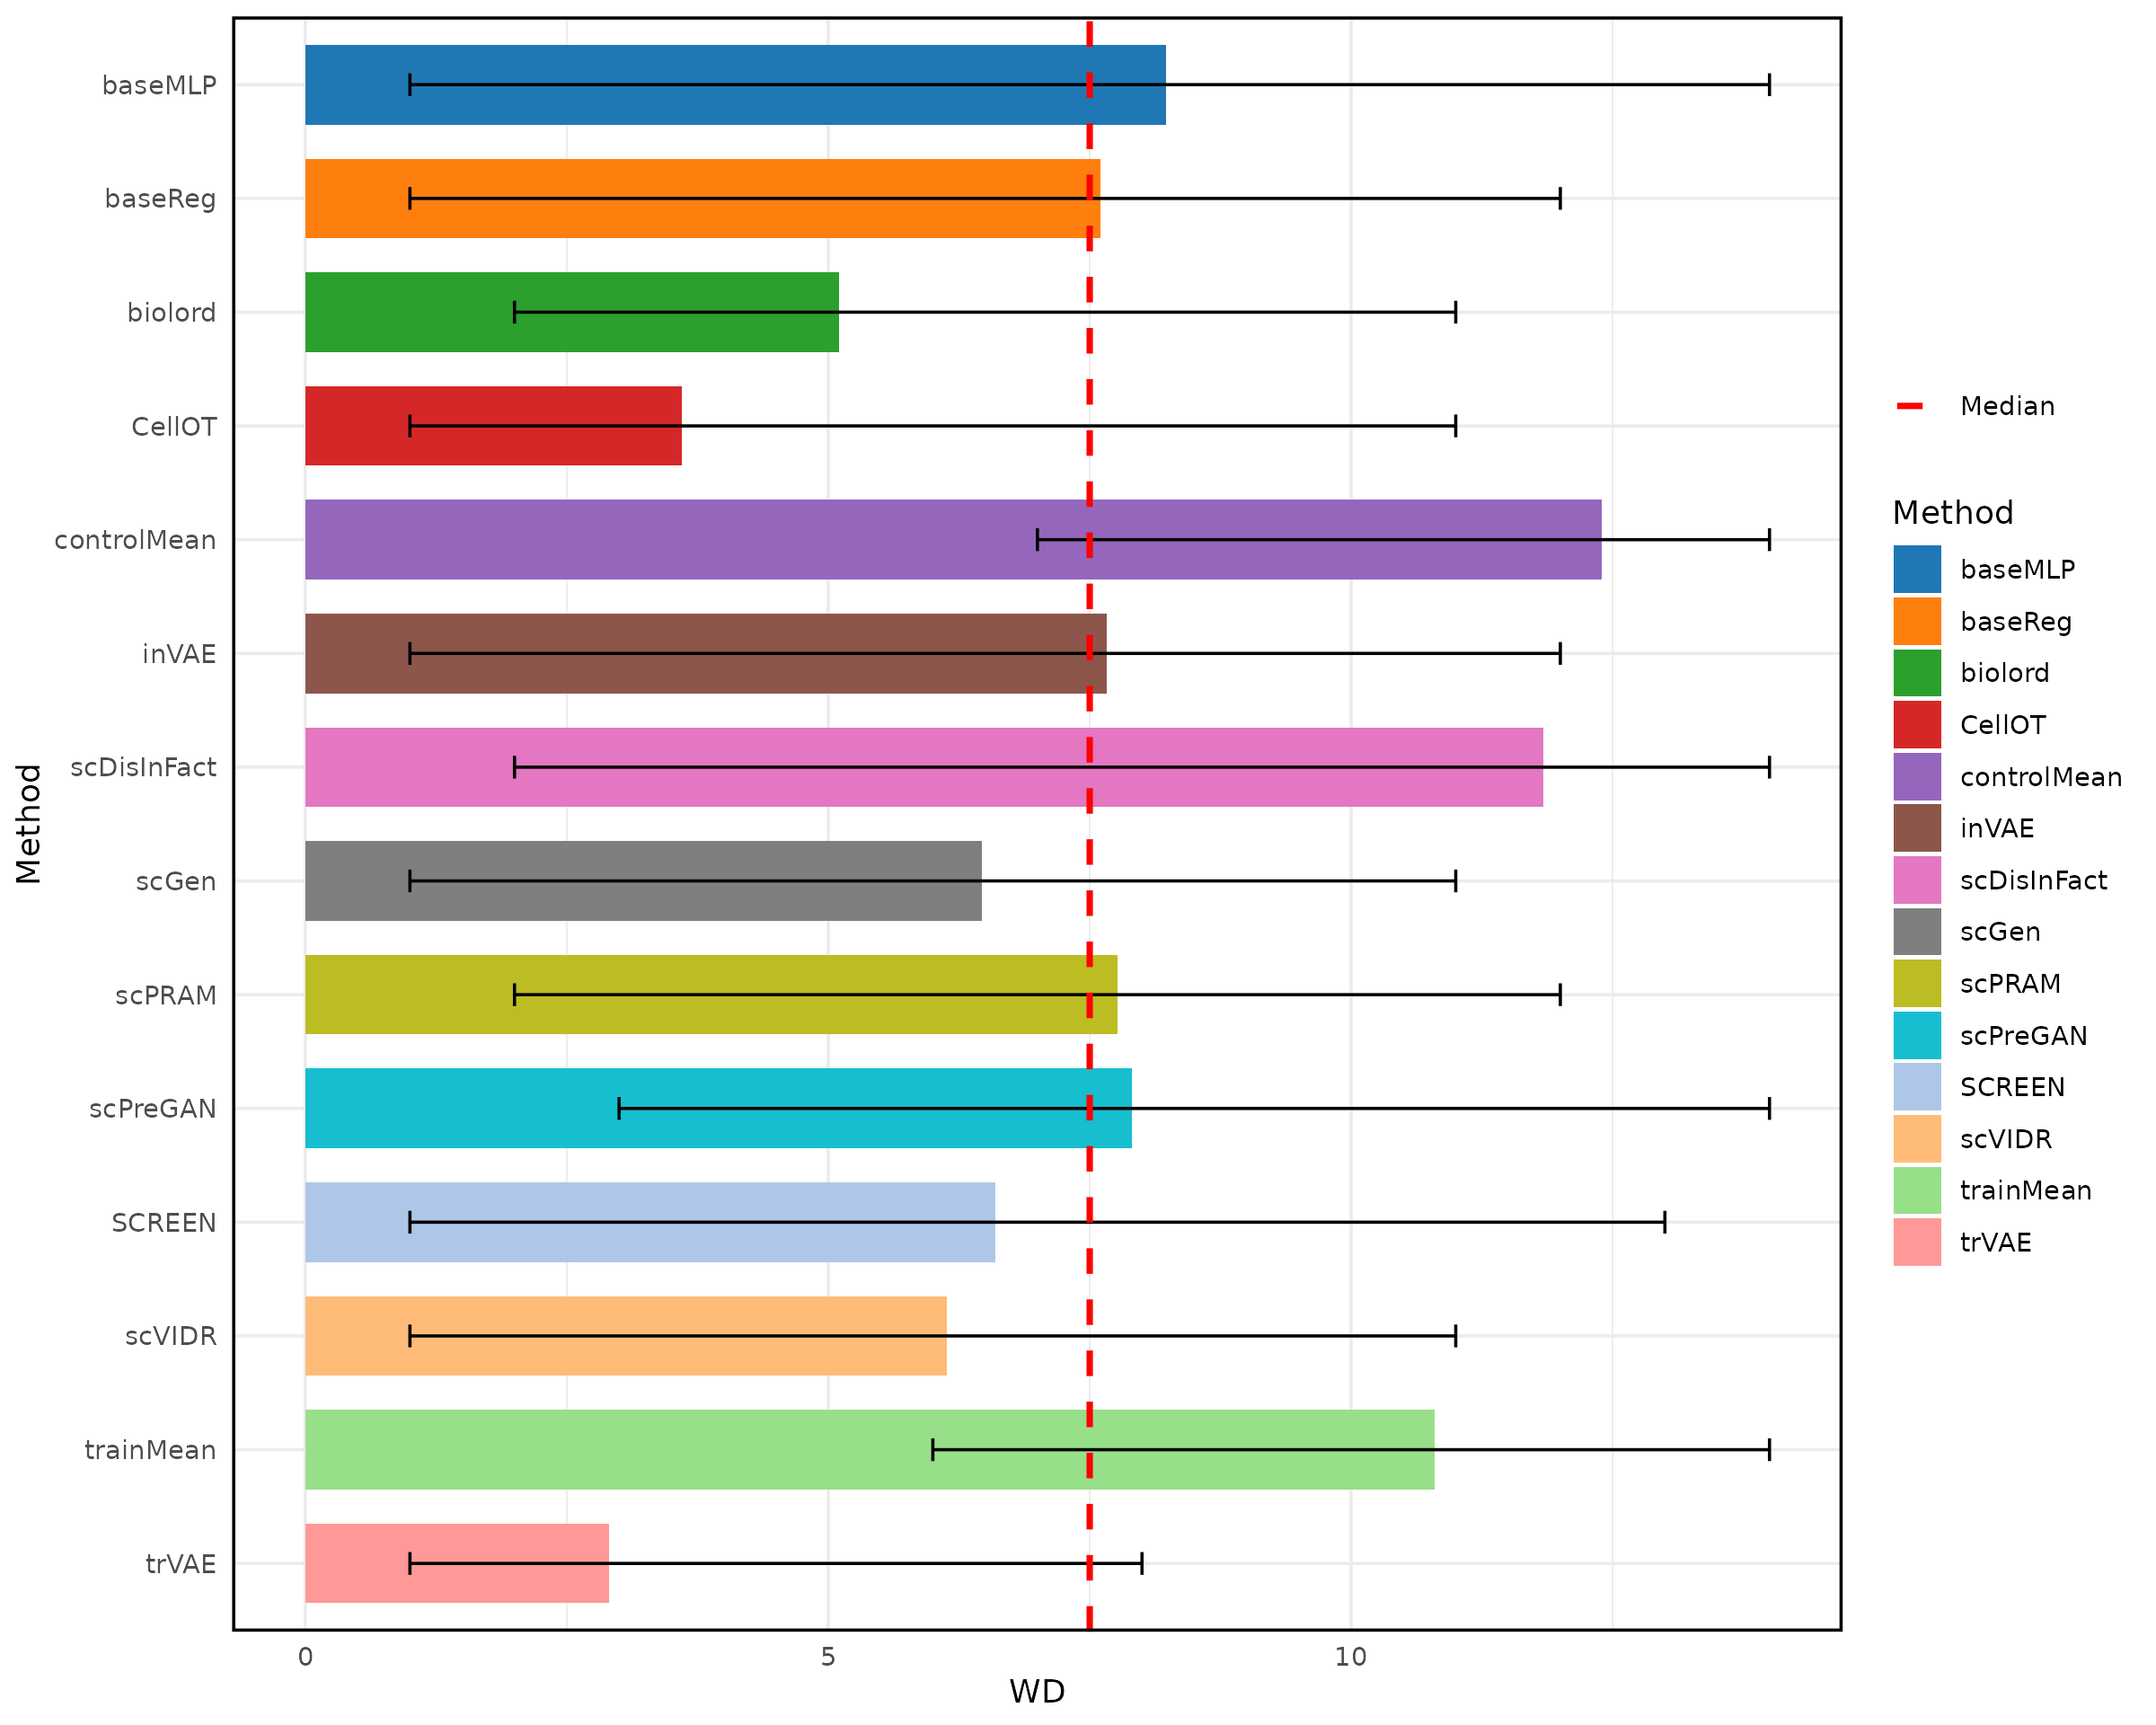 Method
baseMLP
baseReg
biolord
CellOT
controlMean
inVAE
scDisInFact
scGen
scPRAM
scPreGAN
SCREEN
scVIDR
trainMean
trVAE
0 5 10
WD
Median
Method
baseMLP
baseReg
biolord
CellOT
controlMean
inVAE
scDisInFact
scGen
scPRAM
scPreGAN
SCREEN
scVIDR
trainMean
trVAE